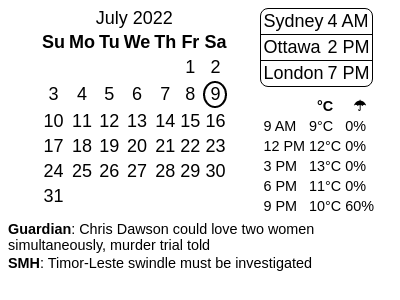 July 2022
Su Mo Tu We Th Fr Sa
1 2
3 4 5 6 7 8 9
10 11 12 13 14 15 16
17 18 19 20 21 22 23
24 25 26 27 28 29 30
31
Sydney 4 AM
Ottawa 2 PM
London 7 PM
°C ☂
9 AM 9°C 0%
12 PM 12°C 0%
3 PM 13°C 0%
6 PM 11°C 0%
9 PM 10°C 60%
Guardian: Chris Dawson could love two women
simultaneously, murder trial told
SMH: Timor-Leste swindle must be investigated